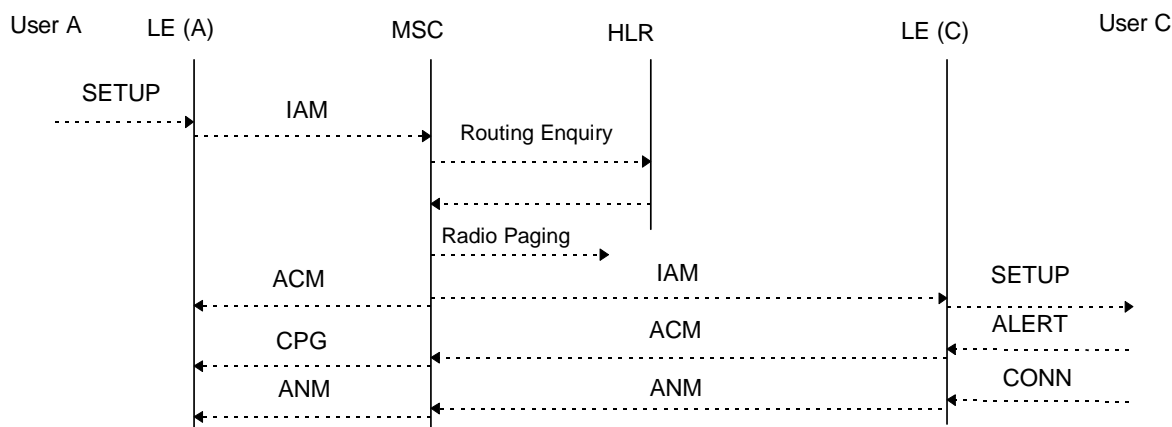 User A
LE (A)
MSC
HLR
LE (C)
User C
SETUP
IAM
Routing Enquiry
Radio Paging
IAM
ACM
SETUP
ACM
ALERT
CPG
CONN
ANM
ANM